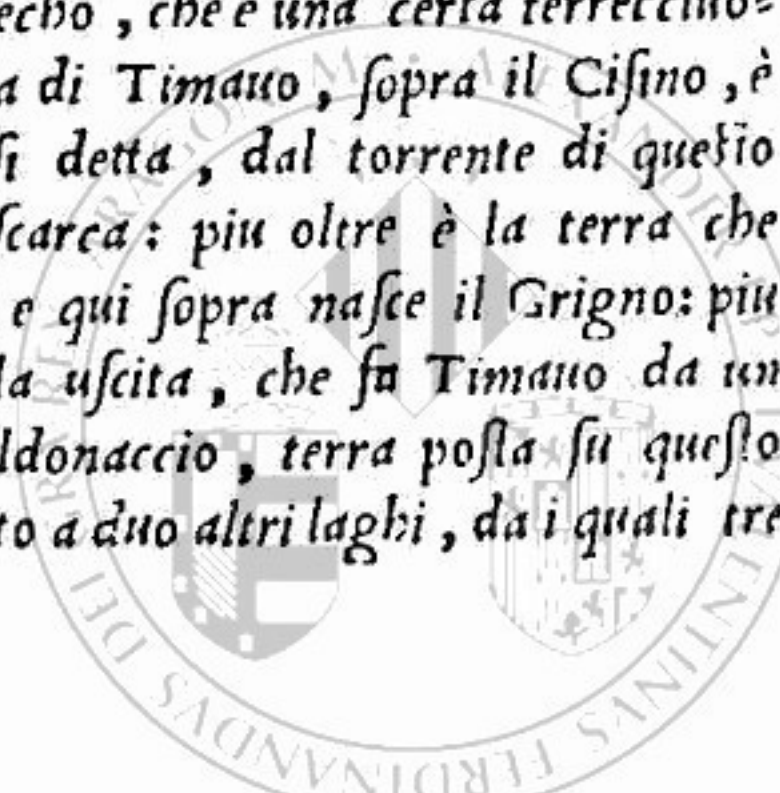 echo, che e una certa terreccino=
a di Timauo, ſopra il Ciſino, è
ſi detta, dal torrente di queſto
ſcarca: piu oltre è la terra che
e qui ſopra naſce il Grigno: piu
la uſcita, che fa Timauo da un
ldonaccio, terra poſta ſu queſto
to a duo altri laghi, da i quali tre